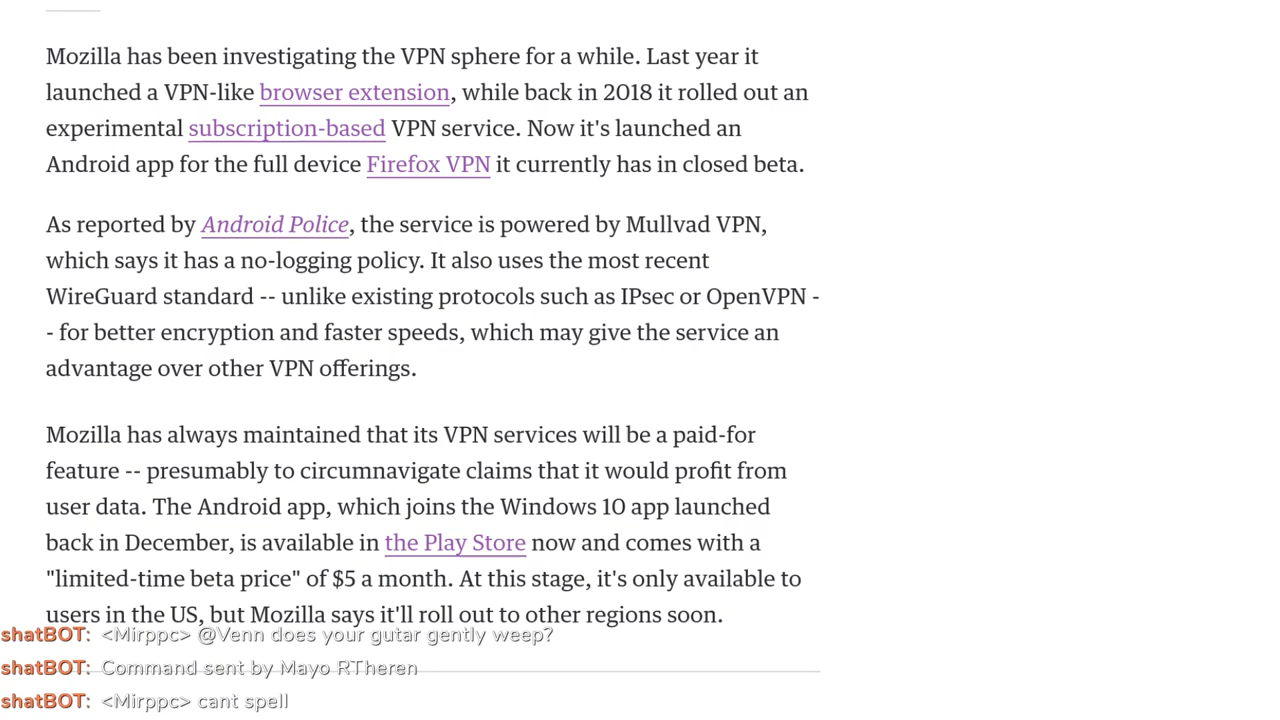 Mozilla has been investigating the VPN sphere for a while. Last year it
launched a VPN-like browser extension, while back in 2018 it rolled out an
experimental subscription-based VPN service. Now it's launched an
Android app for the full device Firefox VPN it currently has in closed beta.
As reported by Android Police, the service is powered by Mullvad VPN,
which says it has a no-logging policy. It also uses the most recent
WireGuard standard -- unlike existing protocols such as IPsec or OpenVPN -
- for better encryption and faster speeds, which may give the service an
advantage over other VPN offerings.
Mozilla has always maintained that its VPN services will be a paid-for
feature -- presumably to circumnavigate claims that it would profit from
user data. The Android app, which joins the Windows 10 app launched
back in December, is available in the Play Store now and comes with a
"limited-time beta price" of $5 a month. At this stage, it's only available to
users in the US, but Mozilla says it'll roll out to other regions soon.
shatBOT: <Mirppc> @Venn does your gutar gently weep?
shatBOT: Command sent by Mayo RTheren
shatBOT: <Mirppc> cant spell